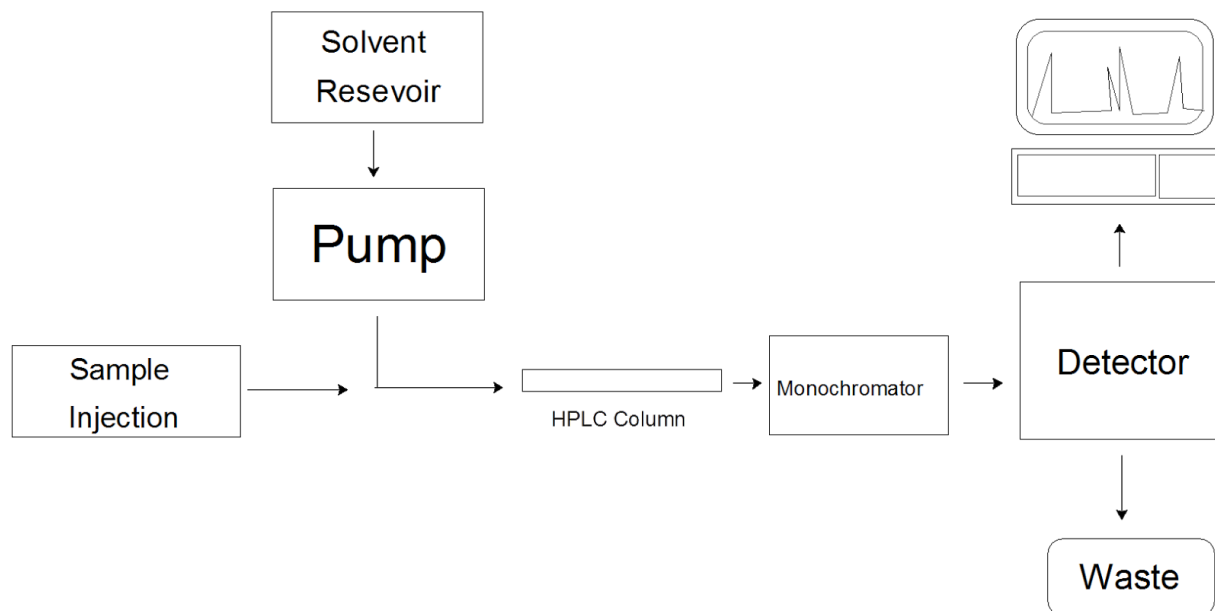 Solvent
Resevoir
Pump
Sample
Injection
HPLC Column
Monochromator
Detector
Waste